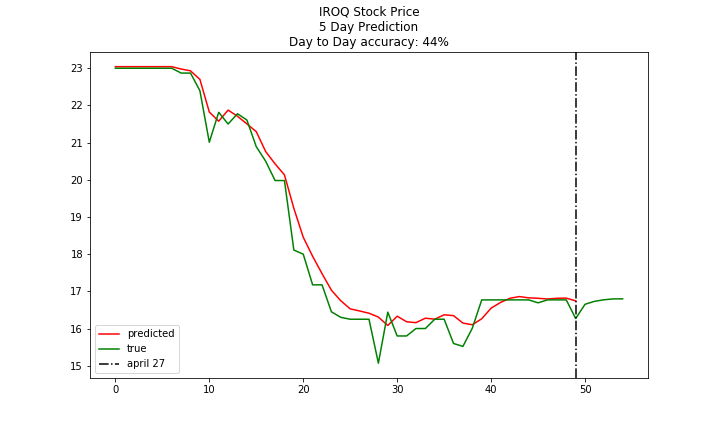 IROQ Stock Price
5 Day Prediction
Day to Day accuracy: 44%
23
22
21
20
19
18
17
16
15
predicted
true
april 27
0 10 20 30 40 50